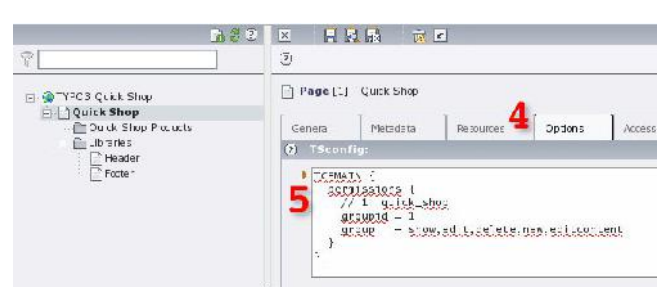 TYPO3 Quick Shop
Quick Shop
Quick Shop Products
Libraries
Header
Footer
Page [1] Quick Shop
4
General
Metadata
Resources
Options
Access
TSconfig:
5
TCEMAIN {
permissions {
// 1 quick_shop
groupid = 1
group = show,edit,delete,new,editcontent
}
}